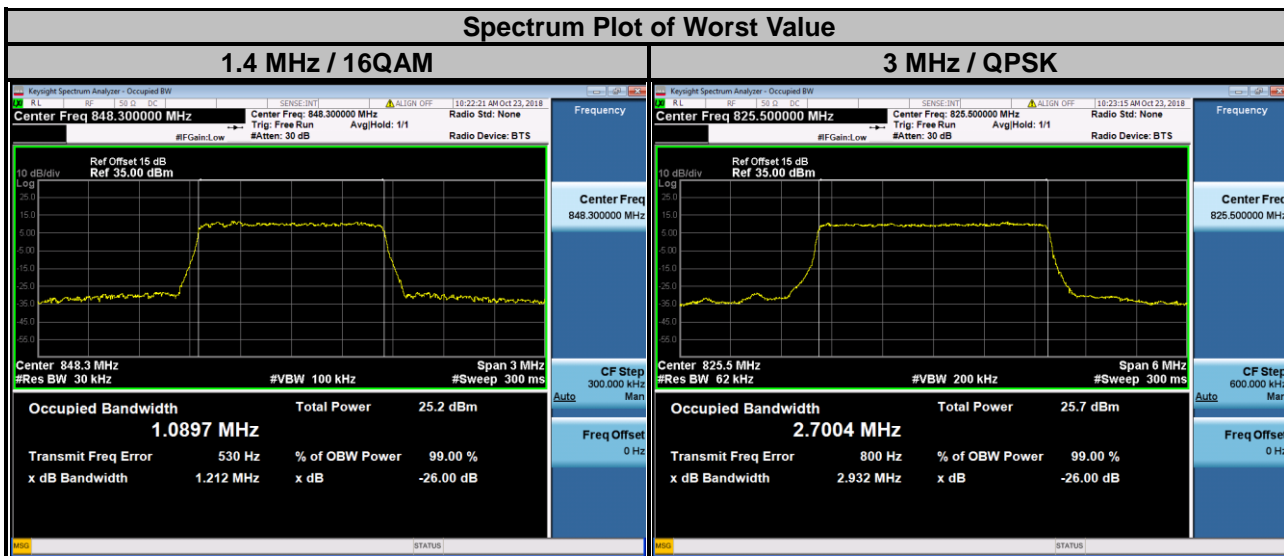 Spectrum Plot of Worst Value
1.4 MHz / 16QAM
3 MHz / QPSK
Keysight Spectrum Analyzer - Occupied BW
RL RF 50 Ω DC SENSE:INT ALIGN OFF 10:22:21 AM Oct 23, 2018
Center Freq 848.300000 MHz
Center Freq: 848.300000 MHz
Radio Std: None
Trig: Free Run Avg|Hold: 1/1
#IFGain:Low #Atten: 30 dB Radio Device: BTS
Ref Offset 15 dB
10 dB/div Ref 35.00 dBm
Log
25.0
15.0
5.00
-5.00
-15.0
-25.0
-35.0
-45.0
-55.0
Center 848.3 MHz Span 3 MHz
#Res BW 30 kHz #VBW 100 kHz #Sweep 300 ms
Occupied Bandwidth Total Power 25.2 dBm
1.0897 MHz
Transmit Freq Error 530 Hz % of OBW Power 99.00 %
x dB Bandwidth 1.212 MHz x dB -26.00 dB
MSG STATUS
Frequency
Center Freq
848.300000 MHz
CF Step
300.000 kHz
Auto Man
Freq Offset
0 Hz
Keysight Spectrum Analyzer - Occupied BW
RL RF 50 Ω DC SENSE:INT ALIGN OFF 10:23:15 AM Oct 23, 2018
Center Freq 825.500000 MHz
Center Freq: 825.500000 MHz
Radio Std: None
Trig: Free Run Avg|Hold: 1/1
#IFGain:Low #Atten: 30 dB Radio Device: BTS
Ref Offset 15 dB
10 dB/div Ref 35.00 dBm
Log
25.0
15.0
5.00
-5.00
-15.0
-25.0
-35.0
-45.0
-55.0
Center 825.5 MHz Span 6 MHz
#Res BW 62 kHz #VBW 200 kHz #Sweep 300 ms
Occupied Bandwidth Total Power 25.7 dBm
2.7004 MHz
Transmit Freq Error 800 Hz % of OBW Power 99.00 %
x dB Bandwidth 2.932 MHz x dB -26.00 dB
MSG STATUS
Frequency
Center Freq
825.500000 MHz
CF Step
600.000 kHz
Auto Man
Freq Offset
0 Hz